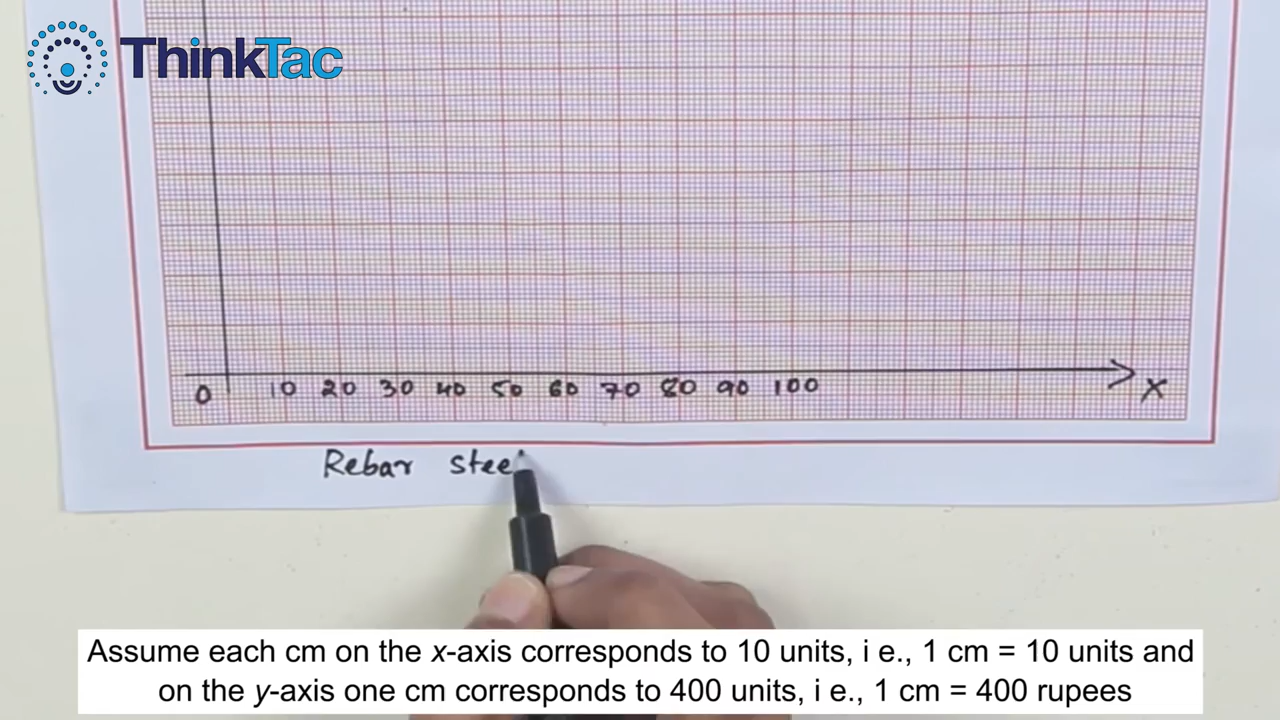 ThinkTac
0 10 20 30 40 50 60 70 80 90 100 X
Rebar stee
Assume each cm on the x-axis corresponds to 10 units, i e., 1 cm = 10 units and
on the y-axis one cm corresponds to 400 units, i e., 1 cm = 400 rupees